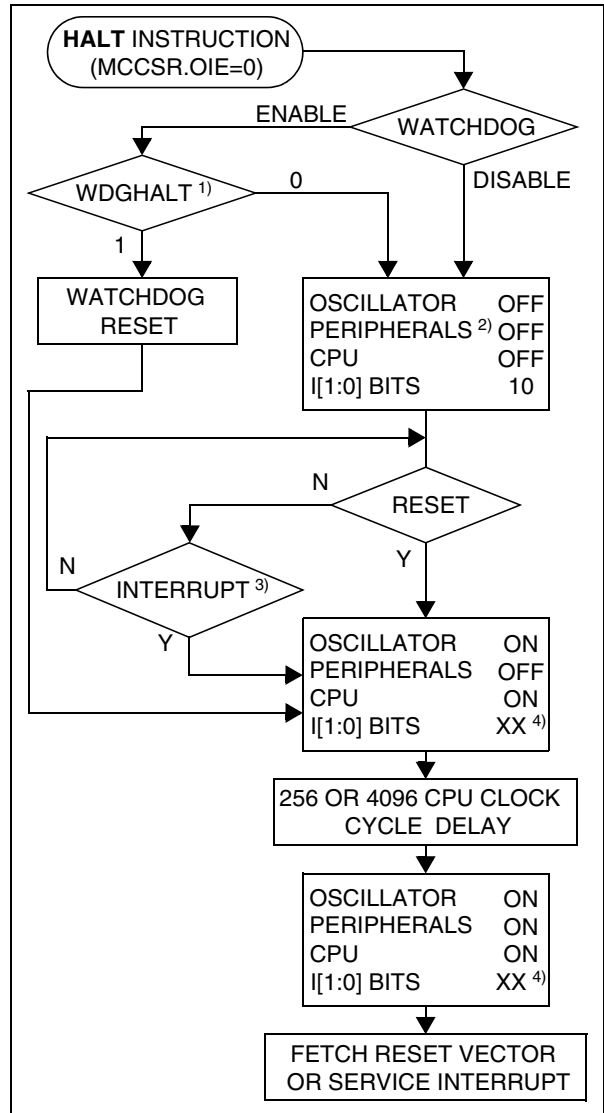 HALT INSTRUCTION
(MCCSR.OIE=0)
ENABLE
WATCHDOG
WDGHALT 1)
0
DISABLE
1
WATCHDOG
RESET
OSCILLATOR OFF
PERIPHERALS 2) OFF
CPU OFF
I[1:0] BITS 10
N
RESET
Y
N
INTERRUPT 3)
Y
OSCILLATOR ON
PERIPHERALS OFF
CPU ON
I[1:0] BITS XX 4)
256 OR 4096 CPU CLOCK
CYCLE DELAY
OSCILLATOR ON
PERIPHERALS ON
CPU ON
I[1:0] BITS XX 4)
FETCH RESET VECTOR
OR SERVICE INTERRUPT